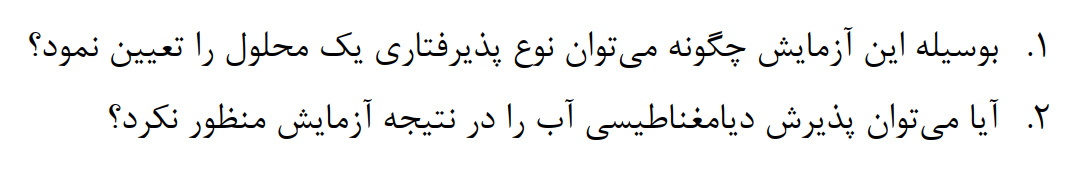 ۱. بوسیله این آزمایش چگونه می‌توان نوع پذیرفتاری یک محلول را تعیین نمود؟
۲. آیا می‌توان پذیرش دیامغناطیسی آب را در نتیجه آزمایش منظور نکرد؟